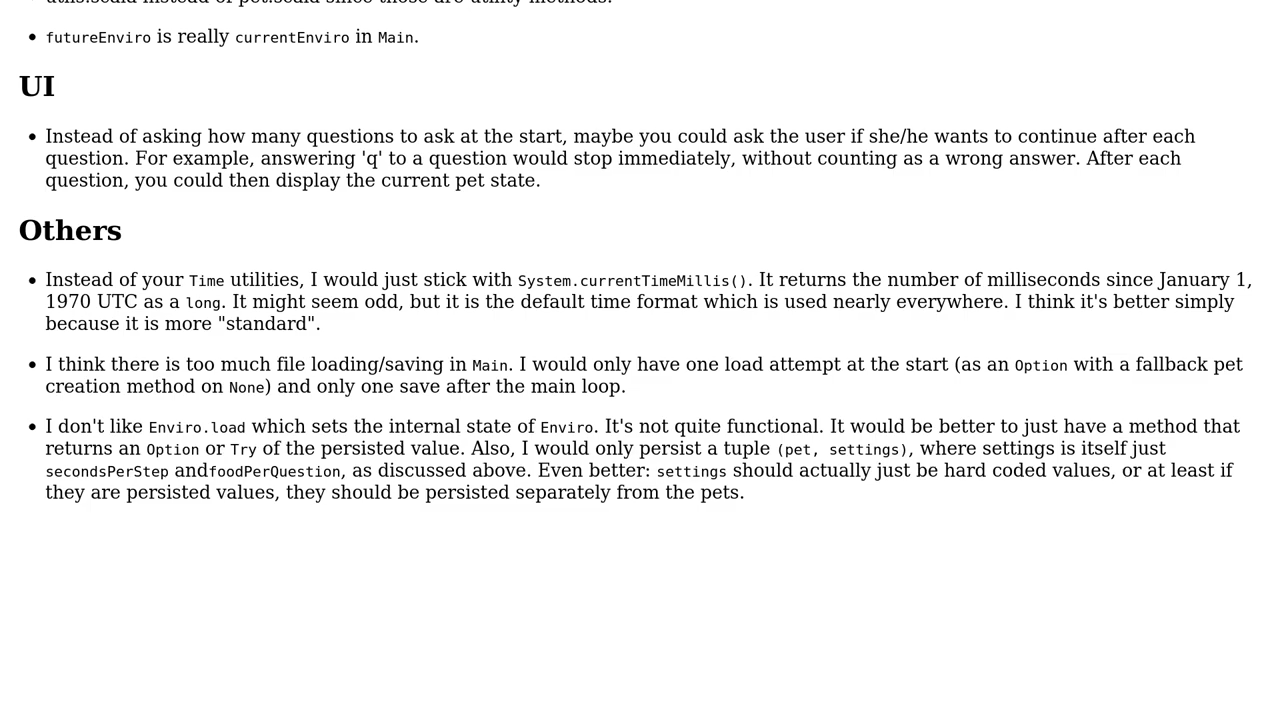 futureEnviro is really currentEnviro in Main.
UI
Instead of asking how many questions to ask at the start, maybe you could ask the user if she/he wants to continue after each
question. For example, answering 'q' to a question would stop immediately, without counting as a wrong answer. After each
question, you could then display the current pet state.
Others
Instead of your Time utilities, I would just stick with System.currentTimeMillis(). It returns the number of milliseconds since January 1,
1970 UTC as a long. It might seem odd, but it is the default time format which is used nearly everywhere. I think it's better simply
because it is more "standard".
I think there is too much file loading/saving in Main. I would only have one load attempt at the start (as an Option with a fallback pet
creation method on None) and only one save after the main loop.
I don't like Enviro.load which sets the internal state of Enviro. It's not quite functional. It would be better to just have a method that
returns an Option or Try of the persisted value. Also, I would only persist a tuple (pet, settings), where settings is itself just
secondsPerStep andfoodPerQuestion, as discussed above. Even better: settings should actually just be hard coded values, or at least if
they are persisted values, they should be persisted separately from the pets.